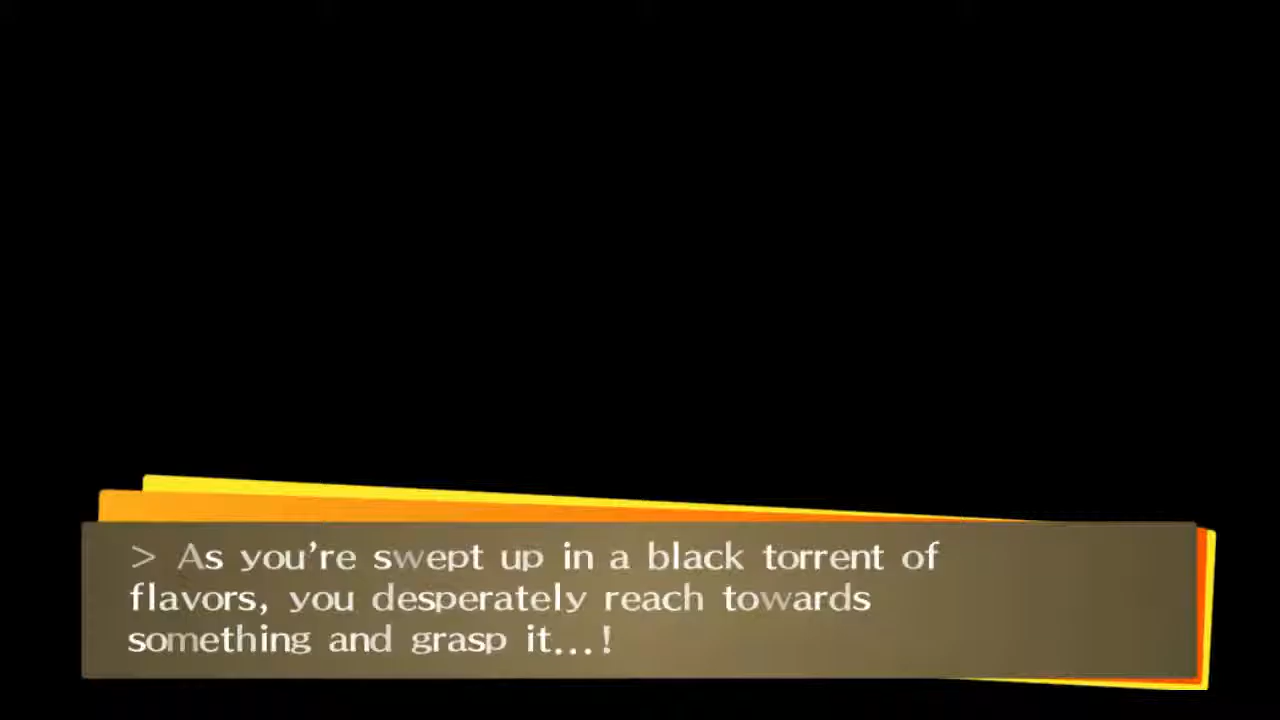 > As you're swept up in a black torrent of
flavors, you desperately reach towards
something and grasp it...!